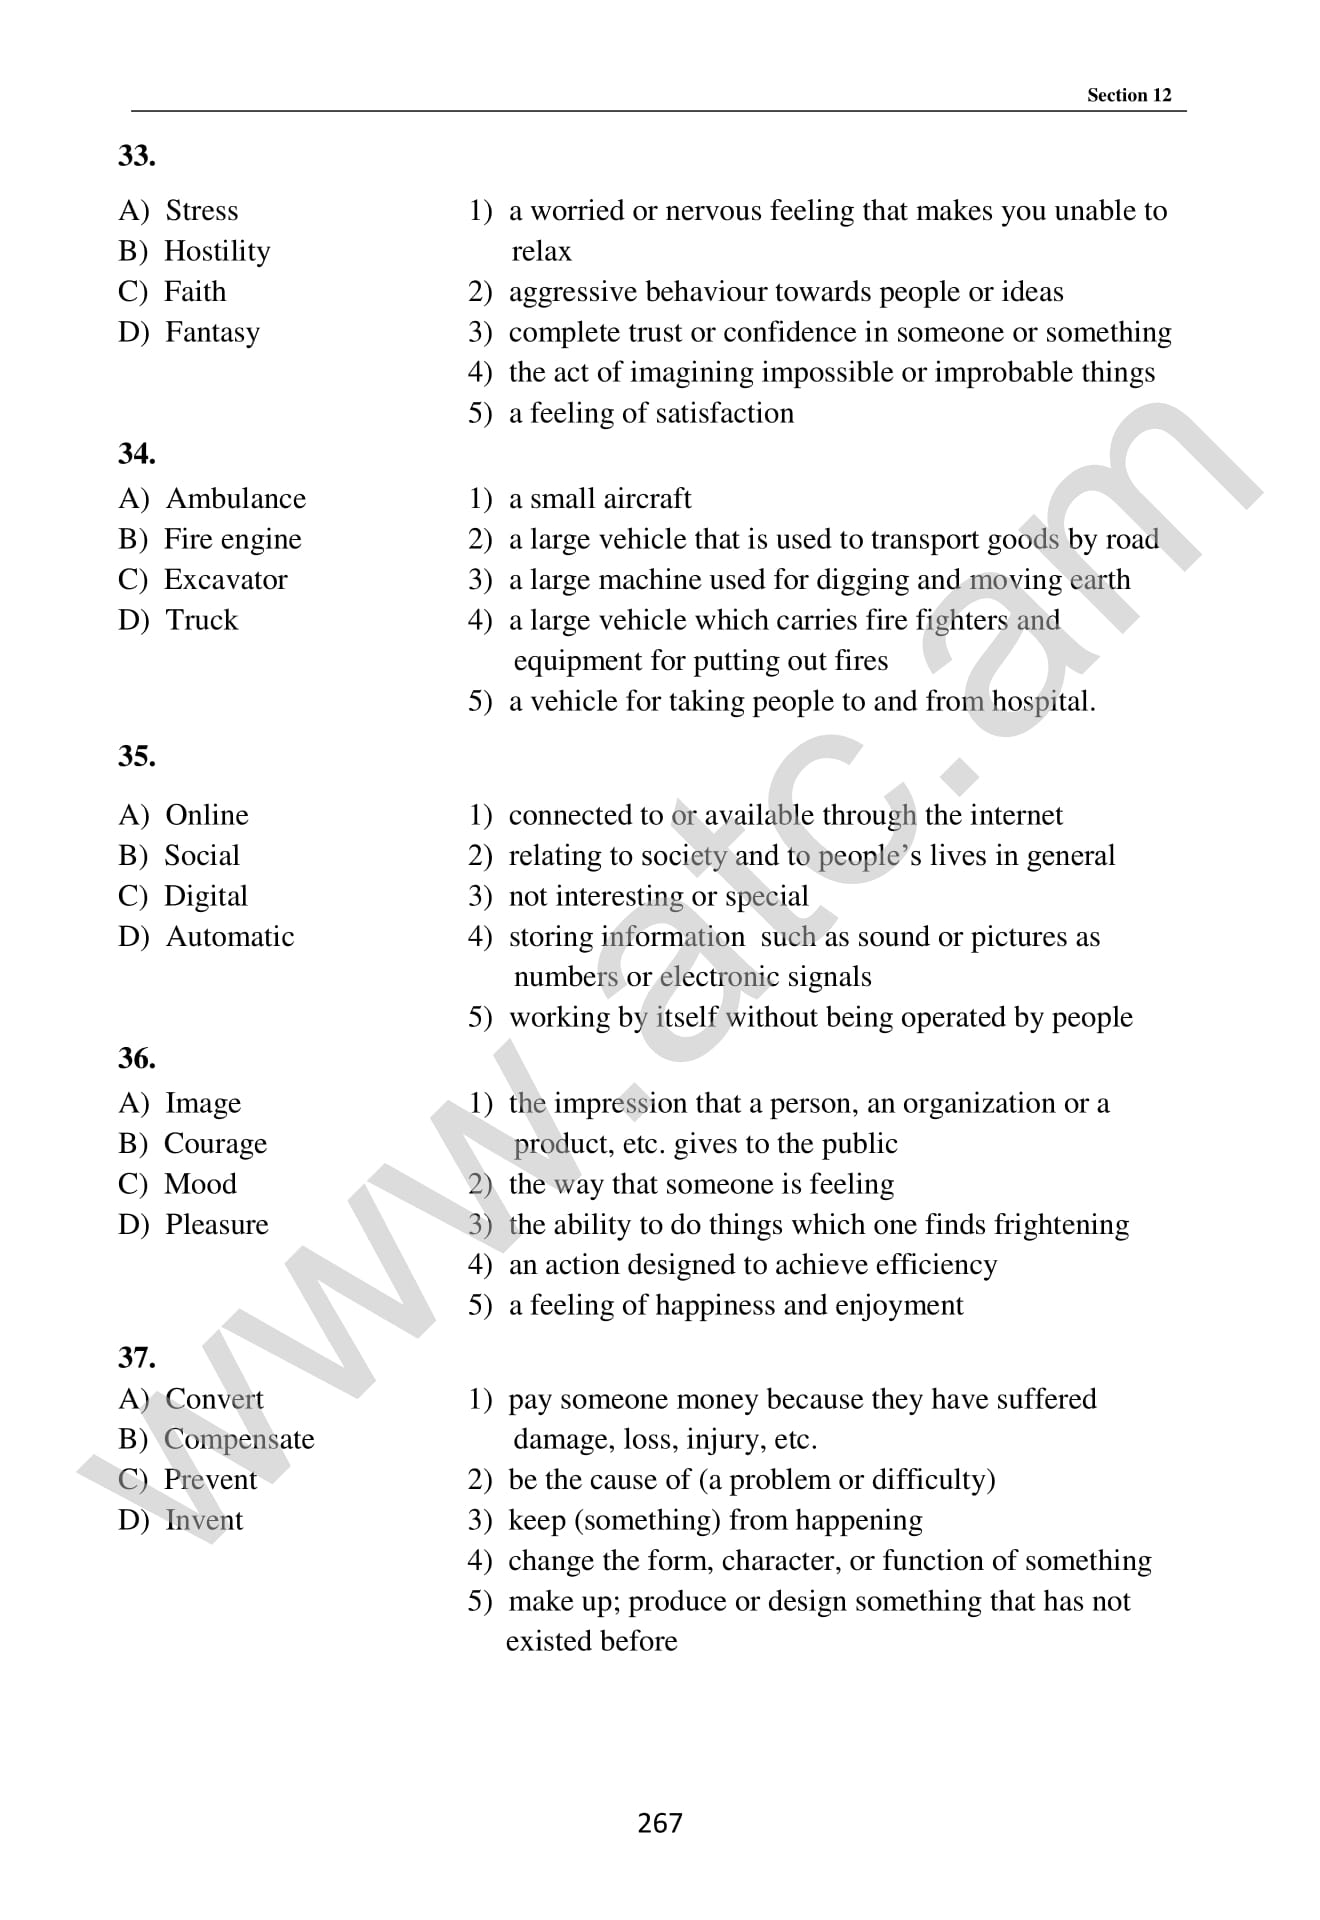 Section 12
33.
A) Stress 1) a worried or nervous feeling that makes you unable to
B) Hostility relax
C) Faith 2) aggressive behaviour towards people or ideas
D) Fantasy 3) complete trust or confidence in someone or something
4) the act of imagining impossible or improbable things
5) a feeling of satisfaction
34.
A) Ambulance 1) a small aircraft
B) Fire engine 2) a large vehicle that is used to transport goods by road
C) Excavator 3) a large machine used for digging and moving earth
D) Truck 4) a large vehicle which carries fire fighters and
equipment for putting out fires
5) a vehicle for taking people to and from hospital.
35.
A) Online 1) connected to or available through the internet
B) Social 2) relating to society and to people’s lives in general
C) Digital 3) not interesting or special
D) Automatic 4) storing information such as sound or pictures as
numbers or electronic signals
5) working by itself without being operated by people
36.
A) Image 1) the impression that a person, an organization or a
B) Courage product, etc. gives to the public
C) Mood 2) the way that someone is feeling
D) Pleasure 3) the ability to do things which one finds frightening
4) an action designed to achieve efficiency
5) a feeling of happiness and enjoyment
37.
A) Convert 1) pay someone money because they have suffered
B) Compensate damage, loss, injury, etc.
C) Prevent 2) be the cause of (a problem or difficulty)
D) Invent 3) keep (something) from happening
4) change the form, character, or function of something
5) make up; produce or design something that has not
existed before
267
www.atc.am